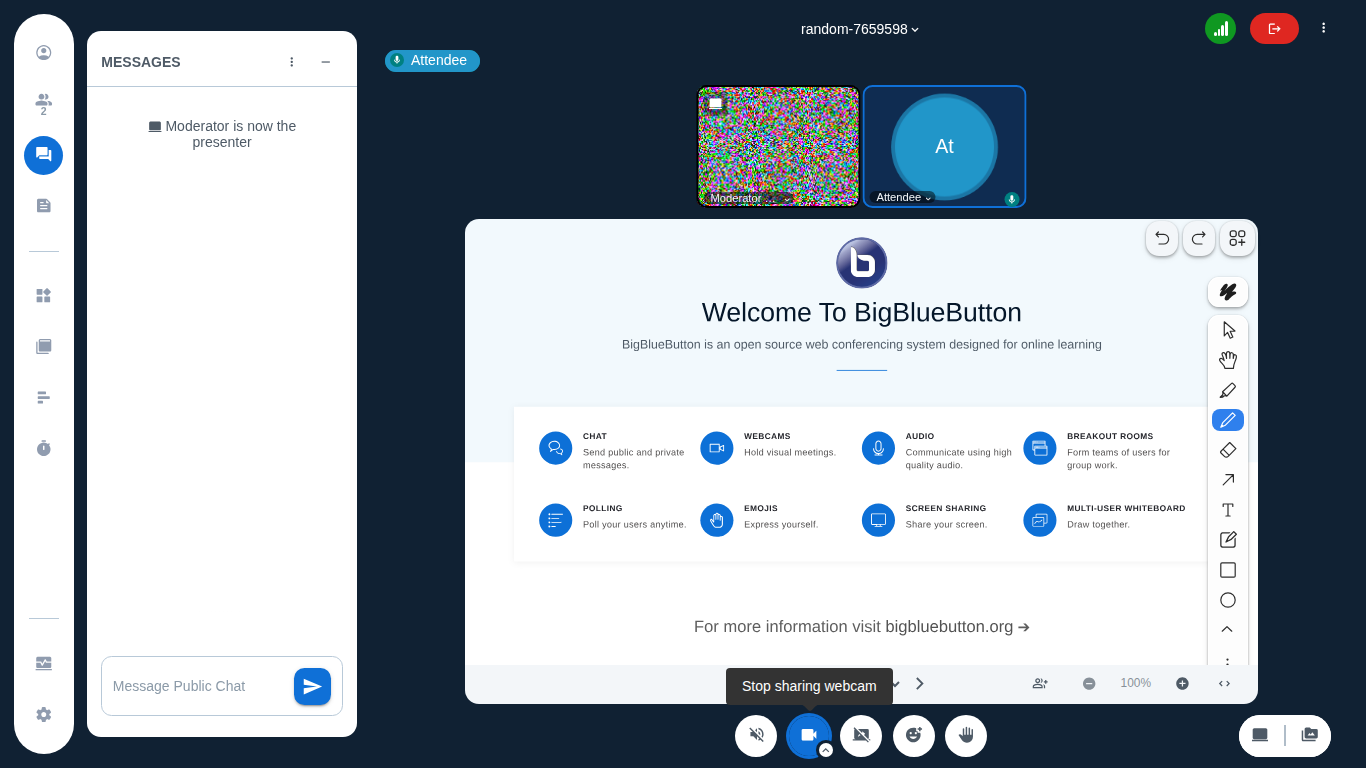 random-7659598
MESSAGES
2
Moderator is now the
presenter
Attendee
Moderator ...
At
Attendee
Welcome To BigBlueButton
BigBlueButton is an open source web conferencing system designed for online learning
CHAT
Send public and private
messages.
WEBCAMS
Hold visual meetings.
AUDIO
Communicate using high
quality audio.
BREAKOUT ROOMS
Form teams of users for
group work.
POLLING
Poll your users anytime.
EMOJIS
Express yourself.
SCREEN SHARING
Share your screen.
MULTI-USER WHITEBOARD
Draw together.
For more information visit bigbluebutton.org →
Message Public Chat
Stop sharing webcam
100%